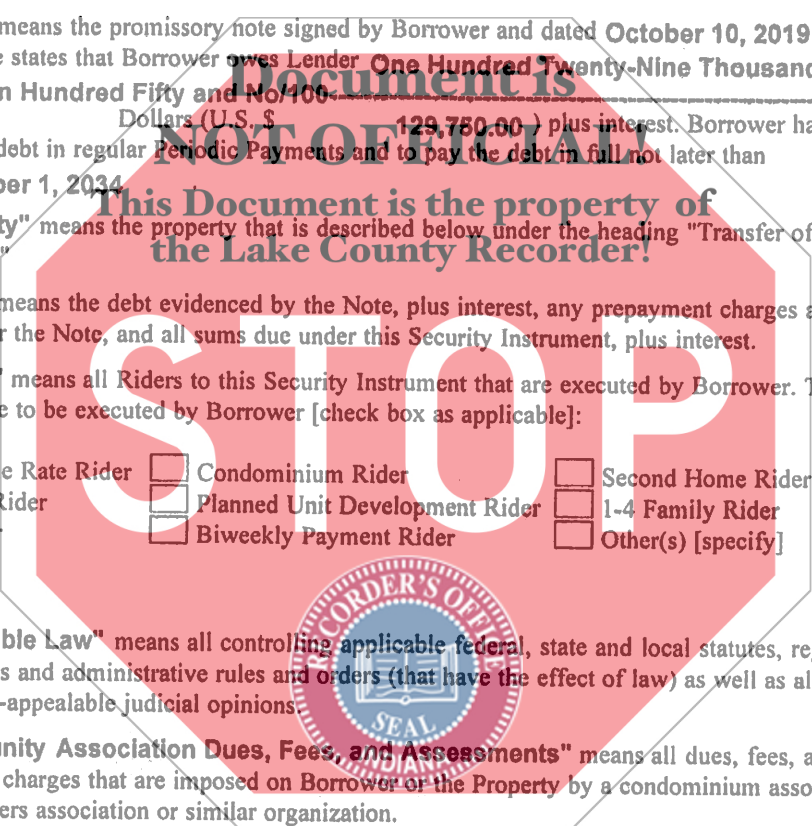 means the promissory note signed by Borrower and dated October 10, 2019
e states that Borrower owes Lender One Hundred Twenty-Nine Thousand
n Hundred Fifty and No/100
Dollars (U.S. $ 129,750.00 ) plus interest. Borrower ha
debt in regular Periodic Payments and to pay the debt in full not later than
ber 1, 2034
ty" means the property that is described below under the heading "Transfer of
"
means the debt evidenced by the Note, plus interest, any prepayment charges a
r the Note, and all sums due under this Security Instrument, plus interest.
" means all Riders to this Security Instrument that are executed by Borrower. T
e to be executed by Borrower [check box as applicable]:
e Rate Rider Condominium Rider Second Home Rider
Rider Planned Unit Development Rider 1-4 Family Rider
Biweekly Payment Rider Other(s) [specify]
ble Law" means all controlling applicable federal, state and local statutes, re
s and administrative rules and orders (that have the effect of law) as well as al
-appealable judicial opinions.
nity Association Dues, Fees, and Assessments" means all dues, fees, a
charges that are imposed on Borrower or the Property by a condominium asso
ers association or similar organization.
Document is
NOT OFFICIAL!
This Document is the property of
the Lake County Recorder!
STOP
RECORDER'S OFFICE
SEAL
INDIANA